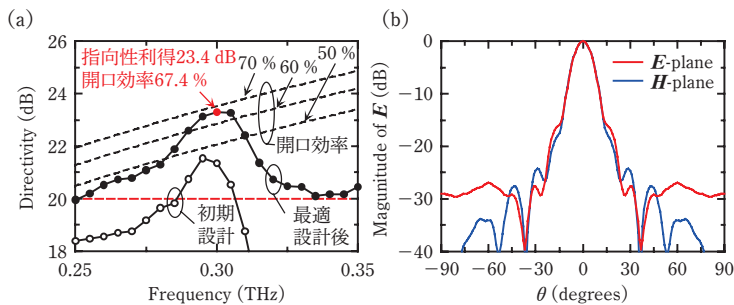 (a)
指向性利得23.4 dB
開口効率67.4 %
70 %
60 %
50 %
開口効率
初期
設計
最適
設計後
Directivity (dB)
26
24
22
20
18
0.25
0.30
0.35
Frequency (THz)
(b)
E-plane
H-plane
Magnitude of E (dB)
0
−10
−20
−30
−40
−90
−60
−30
0
30
60
90
θ (degrees)